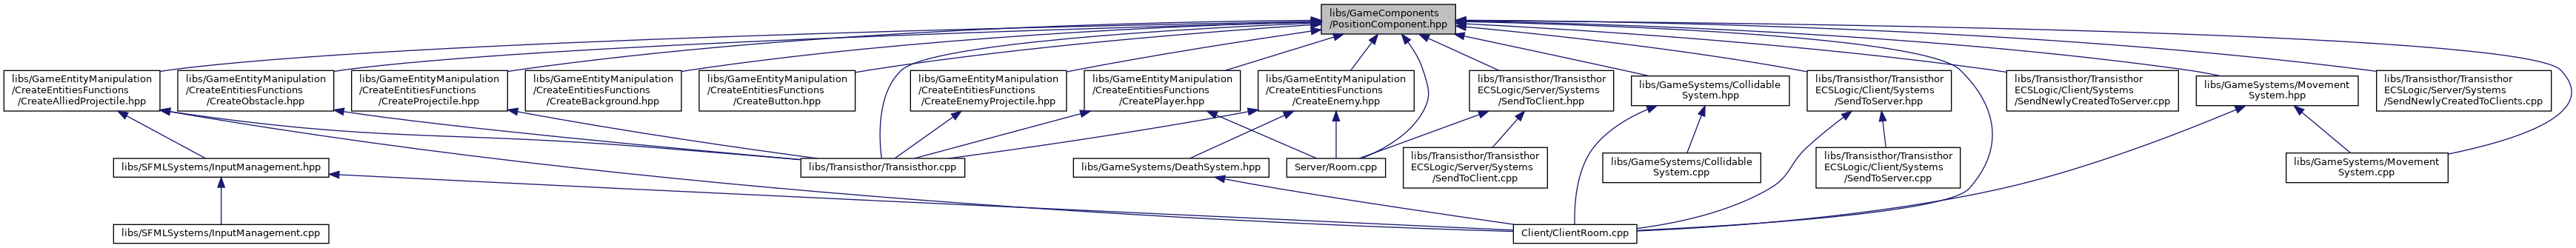 libs/GameComponents
/PositionComponent.hpp
libs/GameEntityManipulation
/CreateEntitiesFunctions
/CreateAlliedProjectile.hpp
libs/GameEntityManipulation
/CreateEntitiesFunctions
/CreateObstacle.hpp
libs/GameEntityManipulation
/CreateEntitiesFunctions
/CreateProjectile.hpp
libs/GameEntityManipulation
/CreateEntitiesFunctions
/CreateBackground.hpp
libs/GameEntityManipulation
/CreateEntitiesFunctions
/CreateButton.hpp
libs/GameEntityManipulation
/CreateEntitiesFunctions
/CreateEnemyProjectile.hpp
libs/GameEntityManipulation
/CreateEntitiesFunctions
/CreatePlayer.hpp
libs/GameEntityManipulation
/CreateEntitiesFunctions
/CreateEnemy.hpp
libs/Transisthor/Transisthor
ECSLogic/Server/Systems
/SendToClient.hpp
libs/GameSystems/Collidable
System.hpp
libs/Transisthor/Transisthor
ECSLogic/Client/Systems
/SendToServer.hpp
libs/Transisthor/Transisthor
ECSLogic/Client/Systems
/SendNewlyCreatedToServer.cpp
libs/GameSystems/Movement
System.hpp
libs/Transisthor/Transisthor
ECSLogic/Server/Systems
/SendNewlyCreatedToClients.cpp
libs/SFMLSystems/InputManagement.hpp
libs/Transisthor/Transisthor.cpp
libs/GameSystems/DeathSystem.hpp
Server/Room.cpp
libs/Transisthor/Transisthor
ECSLogic/Server/Systems
/SendToClient.cpp
libs/GameSystems/Collidable
System.cpp
libs/Transisthor/Transisthor
ECSLogic/Client/Systems
/SendToServer.cpp
libs/GameSystems/Movement
System.cpp
libs/SFMLSystems/InputManagement.cpp
Client/ClientRoom.cpp